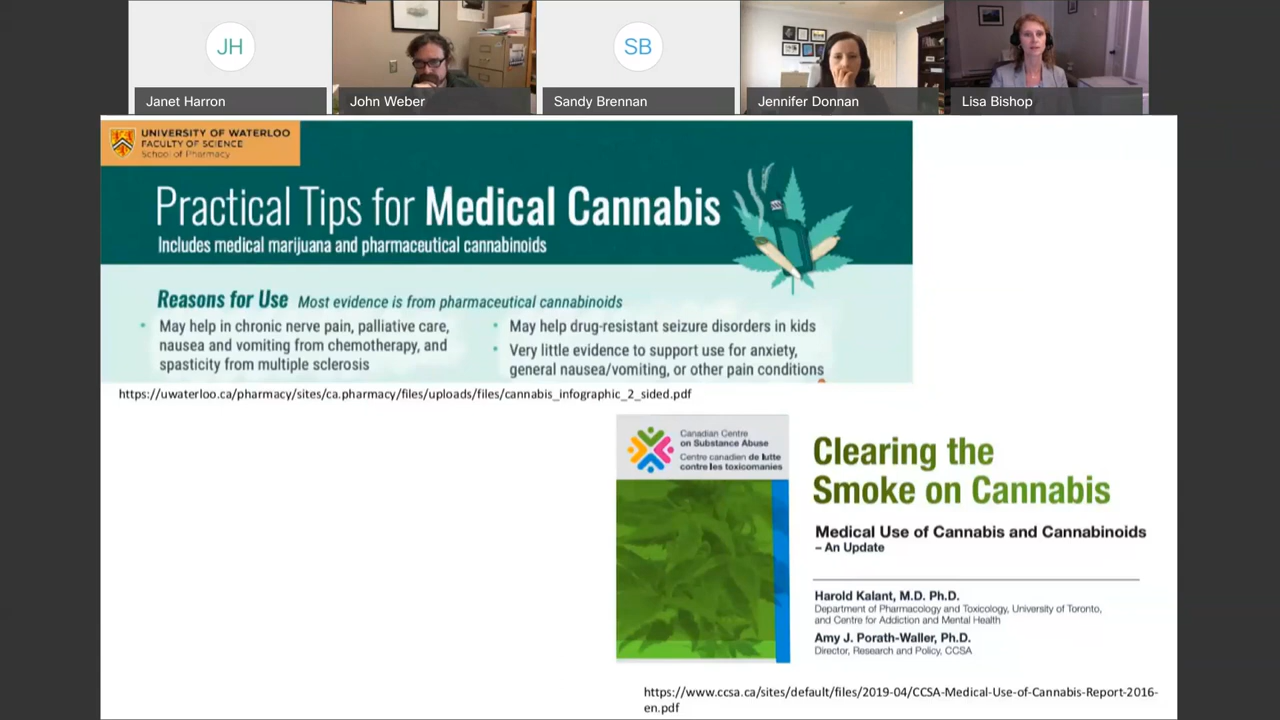 JH
SB
Janet Harron
John Weber
Sandy Brennan
Jennifer Donnan
Lisa Bishop
UNIVERSITY OF WATERLOO
FACULTY OF SCIENCE
School of Pharmacy
Practical Tips for Medical Cannabis
Includes medical marijuana and pharmaceutical cannabinoids
Reasons for Use Most evidence is from pharmaceutical cannabinoids
• May help in chronic nerve pain, palliative care,
nausea and vomiting from chemotherapy, and
spasticity from multiple sclerosis
• May help drug-resistant seizure disorders in kids
• Very little evidence to support use for anxiety,
general nausea/vomiting, or other pain conditions
https://uwaterloo.ca/pharmacy/sites/ca.pharmacy/files/uploads/files/cannabis_infographic_2_sided.pdf
Canadian Centre
on Substance Abuse
Centre canadien de lutte
contre les toxicomanies
Clearing the
Smoke on Cannabis
Medical Use of Cannabis and Cannabinoids
– An Update
Harold Kalant, M.D. Ph.D.
Department of Pharmacology and Toxicology, University of Toronto,
and Centre for Addiction and Mental Health
Amy J. Porath-Waller, Ph.D.
Director, Research and Policy, CCSA
https://www.ccsa.ca/sites/default/files/2019-04/CCSA-Medical-Use-of-Cannabis-Report-2016-
en.pdf